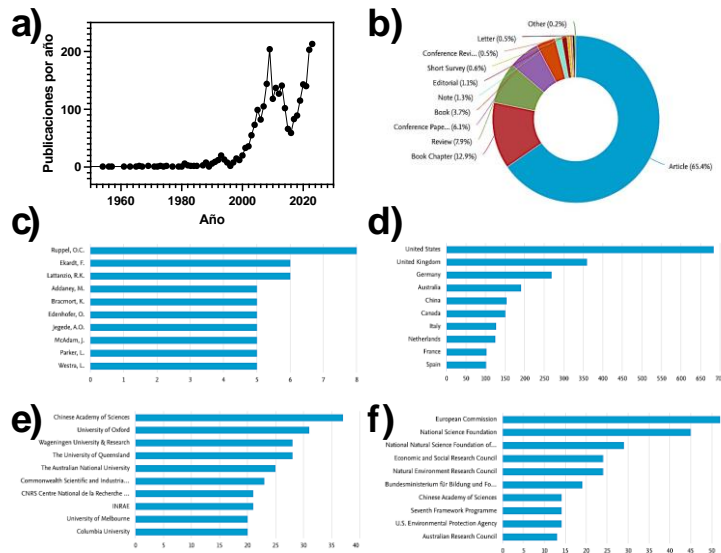 a)
Publicaciones por año
200
100
0
1960
1980
2000
2020
Año
b)
Other (0.2%)
Letter (0.5%)
Conference Revi... (0.5%)
Short Survey (0.6%)
Editorial (1.1%)
Note (1.3%)
Book (3.7%)
Conference Pape... (6.1%)
Review (7.9%)
Book Chapter (12.9%)
Article (65.4%)
c)
Ruppel, O.C.
Ekardt, F.
Lattanzio, R.K.
Addaney, M.
Bracmort, K.
Edenhofer, O.
Jegede, A.O.
McAdam, J.
Parker, L.
Westra, L.
0 1 2 3 4 5 6 7 8
d)
United States
United Kingdom
Germany
Australia
China
Canada
Italy
Netherlands
France
Spain
0 50 100 150 200 250 300 350 400 450 500 550 600 650 70
e)
Chinese Academy of Sciences
University of Oxford
Wageningen University & Research
The University of Queensland
The Australian National University
Commonwealth Scientific and Industria...
CNRS Centre National de la Recherche ...
INRAE
University of Melbourne
Columbia University
0 5 10 15 20 25 30 35 40
f)
European Commission
National Science Foundation
National Natural Science Foundation of...
Economic and Social Research Council
Natural Environment Research Council
Bundesministerium für Bildung und Fo...
Chinese Academy of Sciences
Seventh Framework Programme
U.S. Environmental Protection Agency
Australian Research Council
0 5 10 15 20 25 30 35 40 45 50